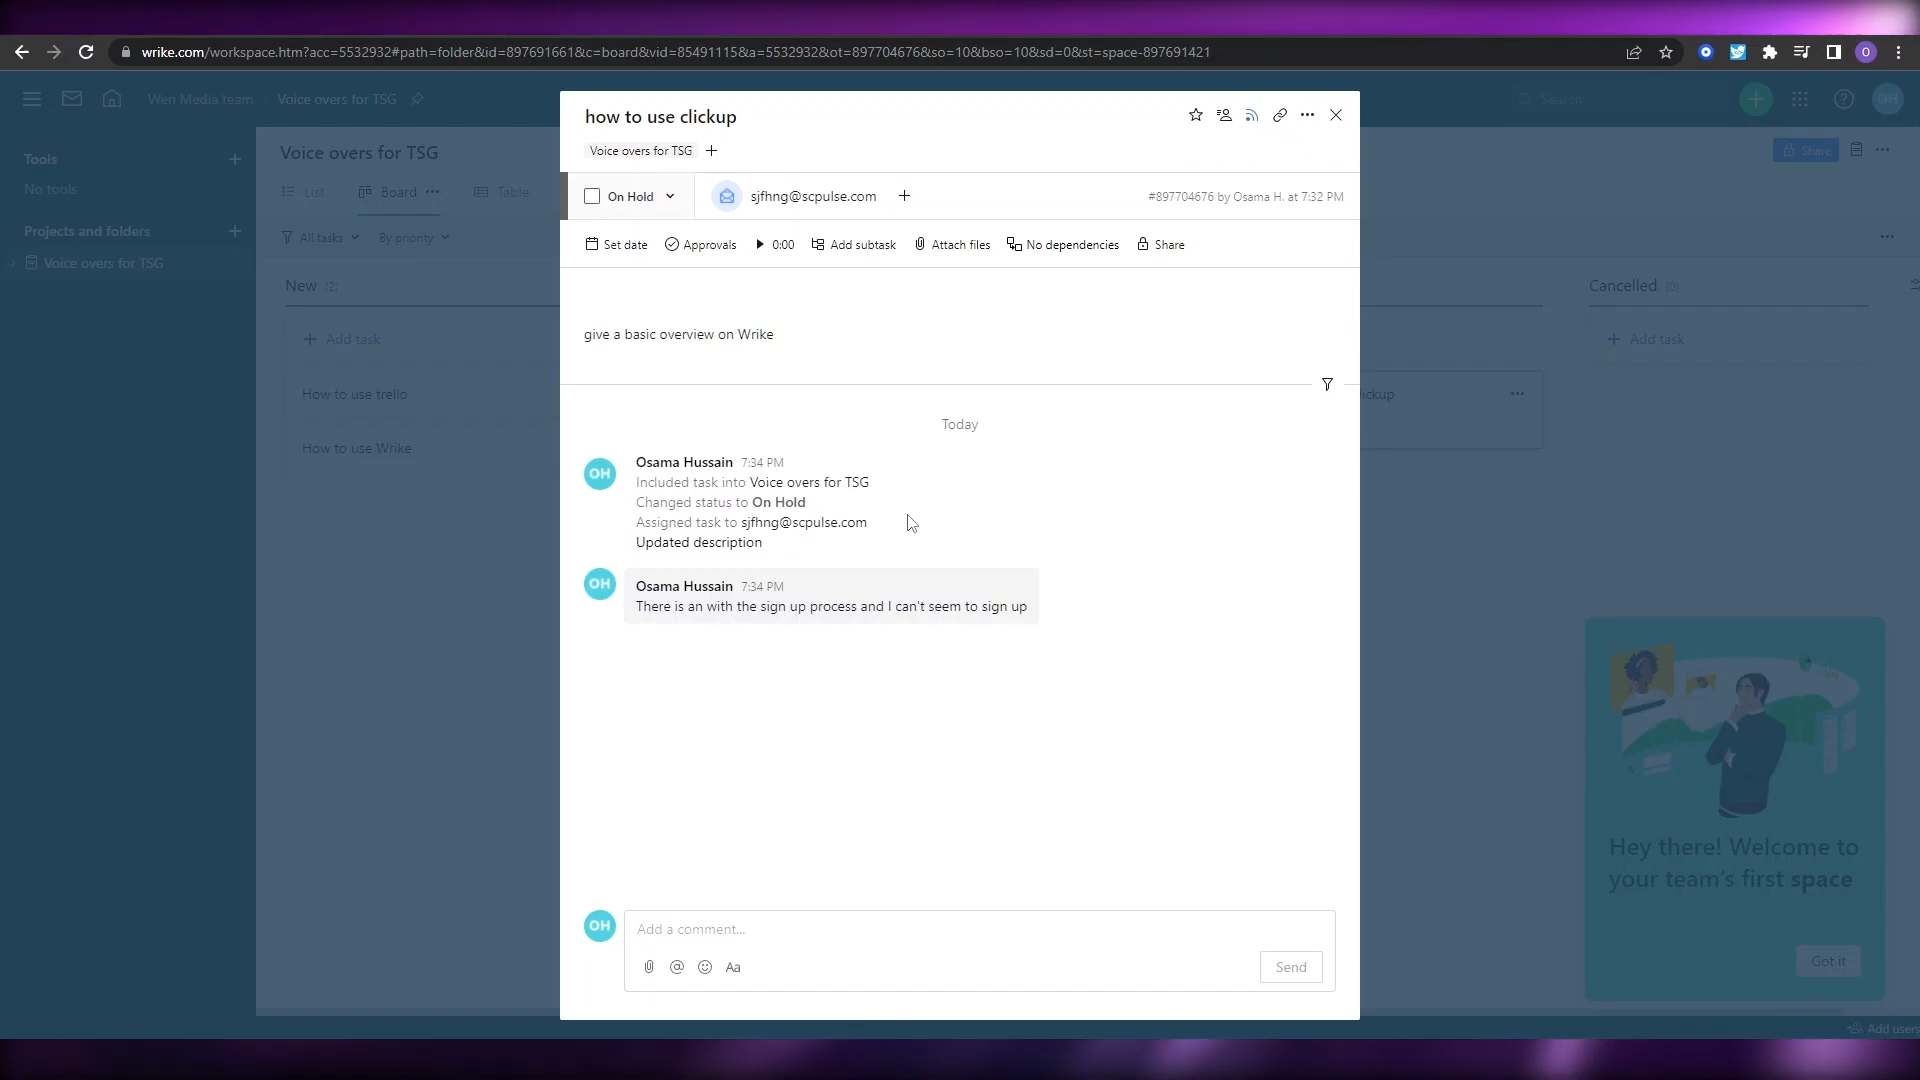 wrike.com/workspace.htm?acc=5532932#path=folder&id=897691661&c=board&vid=85491115&a=5532932&ot=897704676&so=10&bso=10&sd=0&st=space-897691421
O
Wen Media team
Voice overs for TSG
Search
OH
Tools
No tools
Projects and folders
Voice overs for TSG
Voice overs for TSG
Share
List
Board
Table
All tasks
By priority
New (2)
Add task
How to use trello
How to use Wrike
how to use clickup
Voice overs for TSG
On Hold
sjfhng@scpulse.com
#897704676 by Osama H. at 7:32 PM
Set date
Approvals
0:00
Add subtask
Attach files
No dependencies
Share
give a basic overview on Wrike
Today
OH
Osama Hussain 7:34 PM
Included task into Voice overs for TSG
Changed status to On Hold
Assigned task to sjfhng@scpulse.com
Updated description
OH
Osama Hussain 7:34 PM
There is an with the sign up process and I can't seem to sign up
OH
Add a comment...
Aa
Send
Cancelled (0)
Add task
ickup
Hey there! Welcome to
your team's first space
Got it
Add users